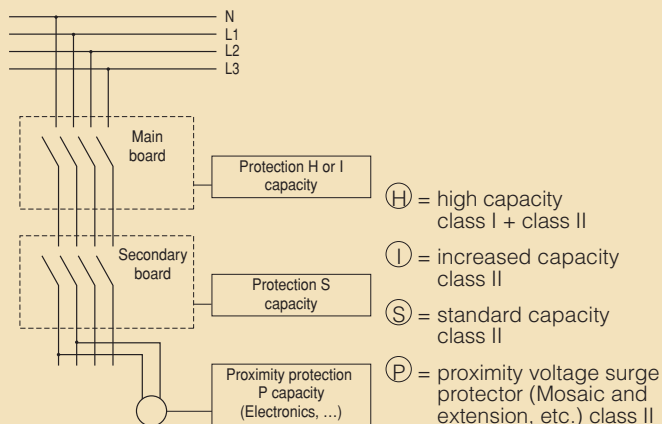 N
L1
L2
L3
Main
board
Protection H or I
capacity
Secondary
board
Protection S
capacity
Proximity protection
P capacity
(Electronics, …)
H = high capacity
class I + class II
I = increased capacity
class II
S = standard capacity
class II
P = proximity voltage surge
protector (Mosaic and
extension, etc.) class II